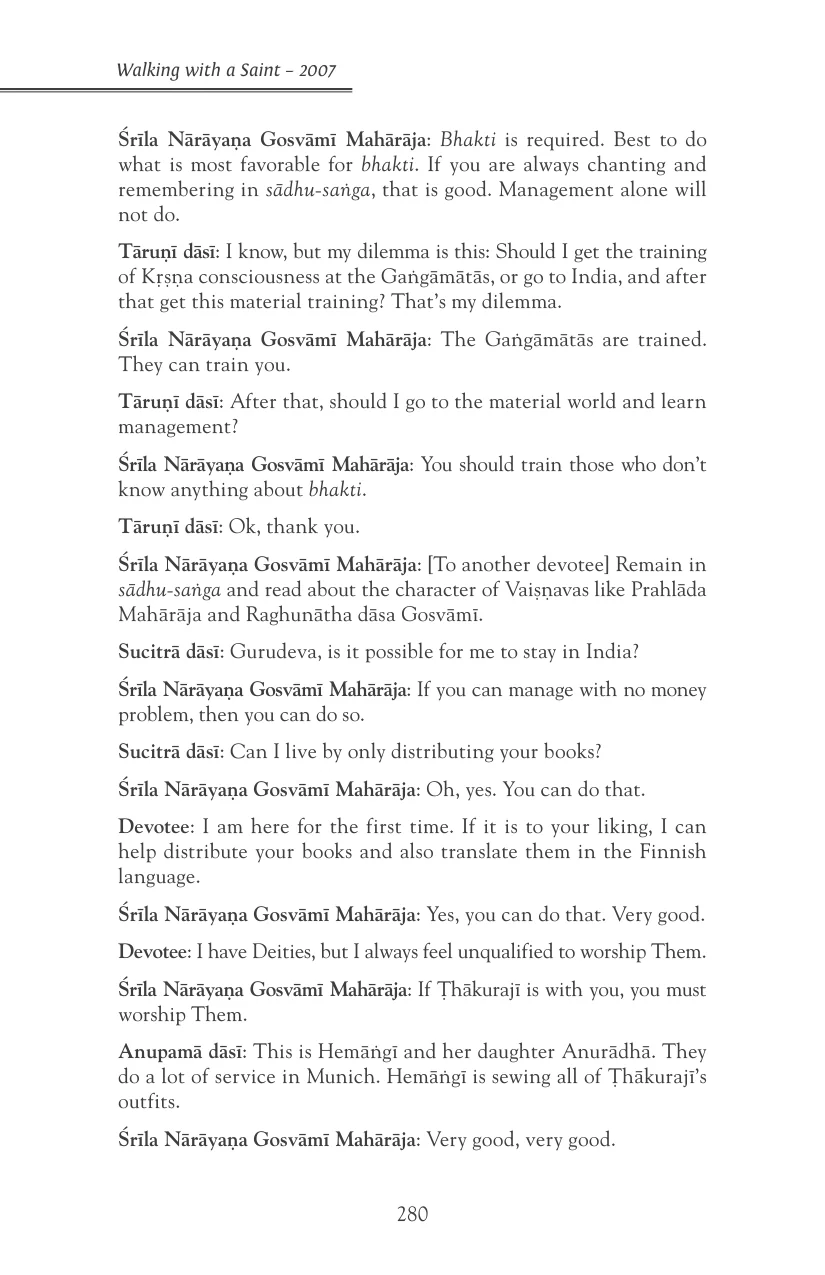 Walking with a Saint – 2007
Śrīla Nārāyaṇa Gosvāmī Mahārāja: Bhakti is required. Best to do
what is most favorable for bhakti. If you are always chanting and
remembering in sādhu-saṅga, that is good. Management alone will
not do.
Tāruṇī dāsī: I know, but my dilemma is this: Should I get the training
of Kṛṣṇa consciousness at the Gaṅgāmātās, or go to India, and after
that get this material training? That's my dilemma.
Śrīla Nārāyaṇa Gosvāmī Mahārāja: The Gaṅgāmātās are trained.
They can train you.
Tāruṇī dāsī: After that, should I go to the material world and learn
management?
Śrīla Nārāyaṇa Gosvāmī Mahārāja: You should train those who don't
know anything about bhakti.
Tāruṇī dāsī: Ok, thank you.
Śrīla Nārāyaṇa Gosvāmī Mahārāja: [To another devotee] Remain in
sādhu-saṅga and read about the character of Vaiṣṇavas like Prahlāda
Mahārāja and Raghunātha dāsa Gosvāmī.
Sucitrā dāsī: Gurudeva, is it possible for me to stay in India?
Śrīla Nārāyaṇa Gosvāmī Mahārāja: If you can manage with no money
problem, then you can do so.
Sucitrā dāsī: Can I live by only distributing your books?
Śrīla Nārāyaṇa Gosvāmī Mahārāja: Oh, yes. You can do that.
Devotee: I am here for the first time. If it is to your liking, I can
help distribute your books and also translate them in the Finnish
language.
Śrīla Nārāyaṇa Gosvāmī Mahārāja: Yes, you can do that. Very good.
Devotee: I have Deities, but I always feel unqualified to worship Them.
Śrīla Nārāyaṇa Gosvāmī Mahārāja: If Ṭhākurajī is with you, you must
worship Them.
Anupamā dāsī: This is Hemāṅgī and her daughter Anurādhā. They
do a lot of service in Munich. Hemāṅgī is sewing all of Ṭhākurajī's
outfits.
Śrīla Nārāyaṇa Gosvāmī Mahārāja: Very good, very good.
280